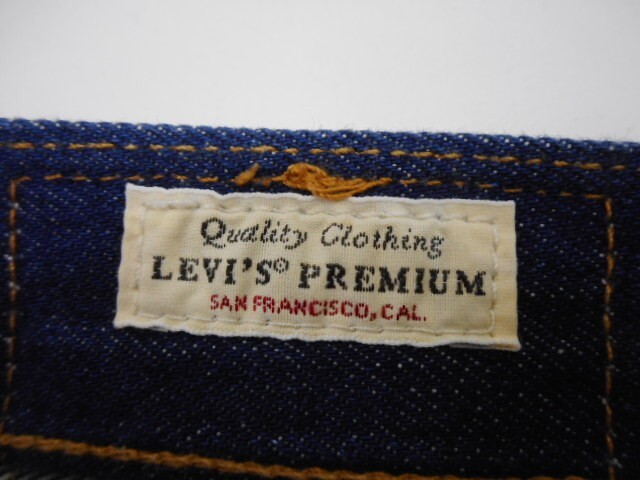 Quality Clothing
LEVI'S® PREMIUM
SAN FRANCISCO, CAL.